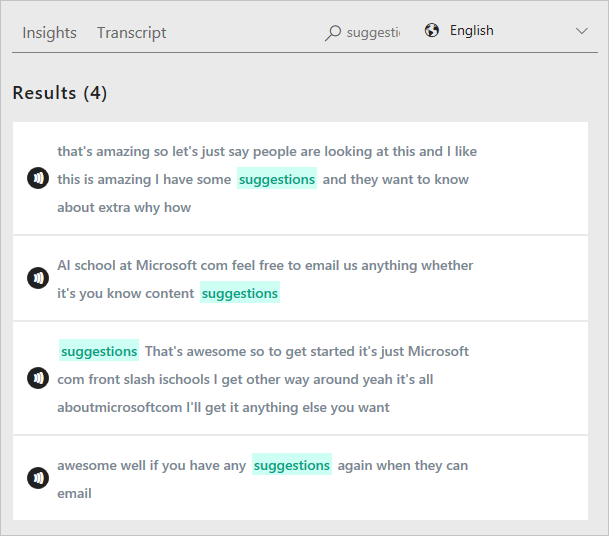 Insights Transcript suggesti English
Results (4)
that's amazing so let's just say people are looking at this and I like
this is amazing I have some suggestions and they want to know
about extra why how
AI school at Microsoft com feel free to email us anything whether
it's you know content suggestions
suggestions That's awesome so to get started it's just Microsoft
com front slash ischools I get other way around yeah it's all
aboutmicrosoftcom I'll get it anything else you want
awesome well if you have any suggestions again when they can
email